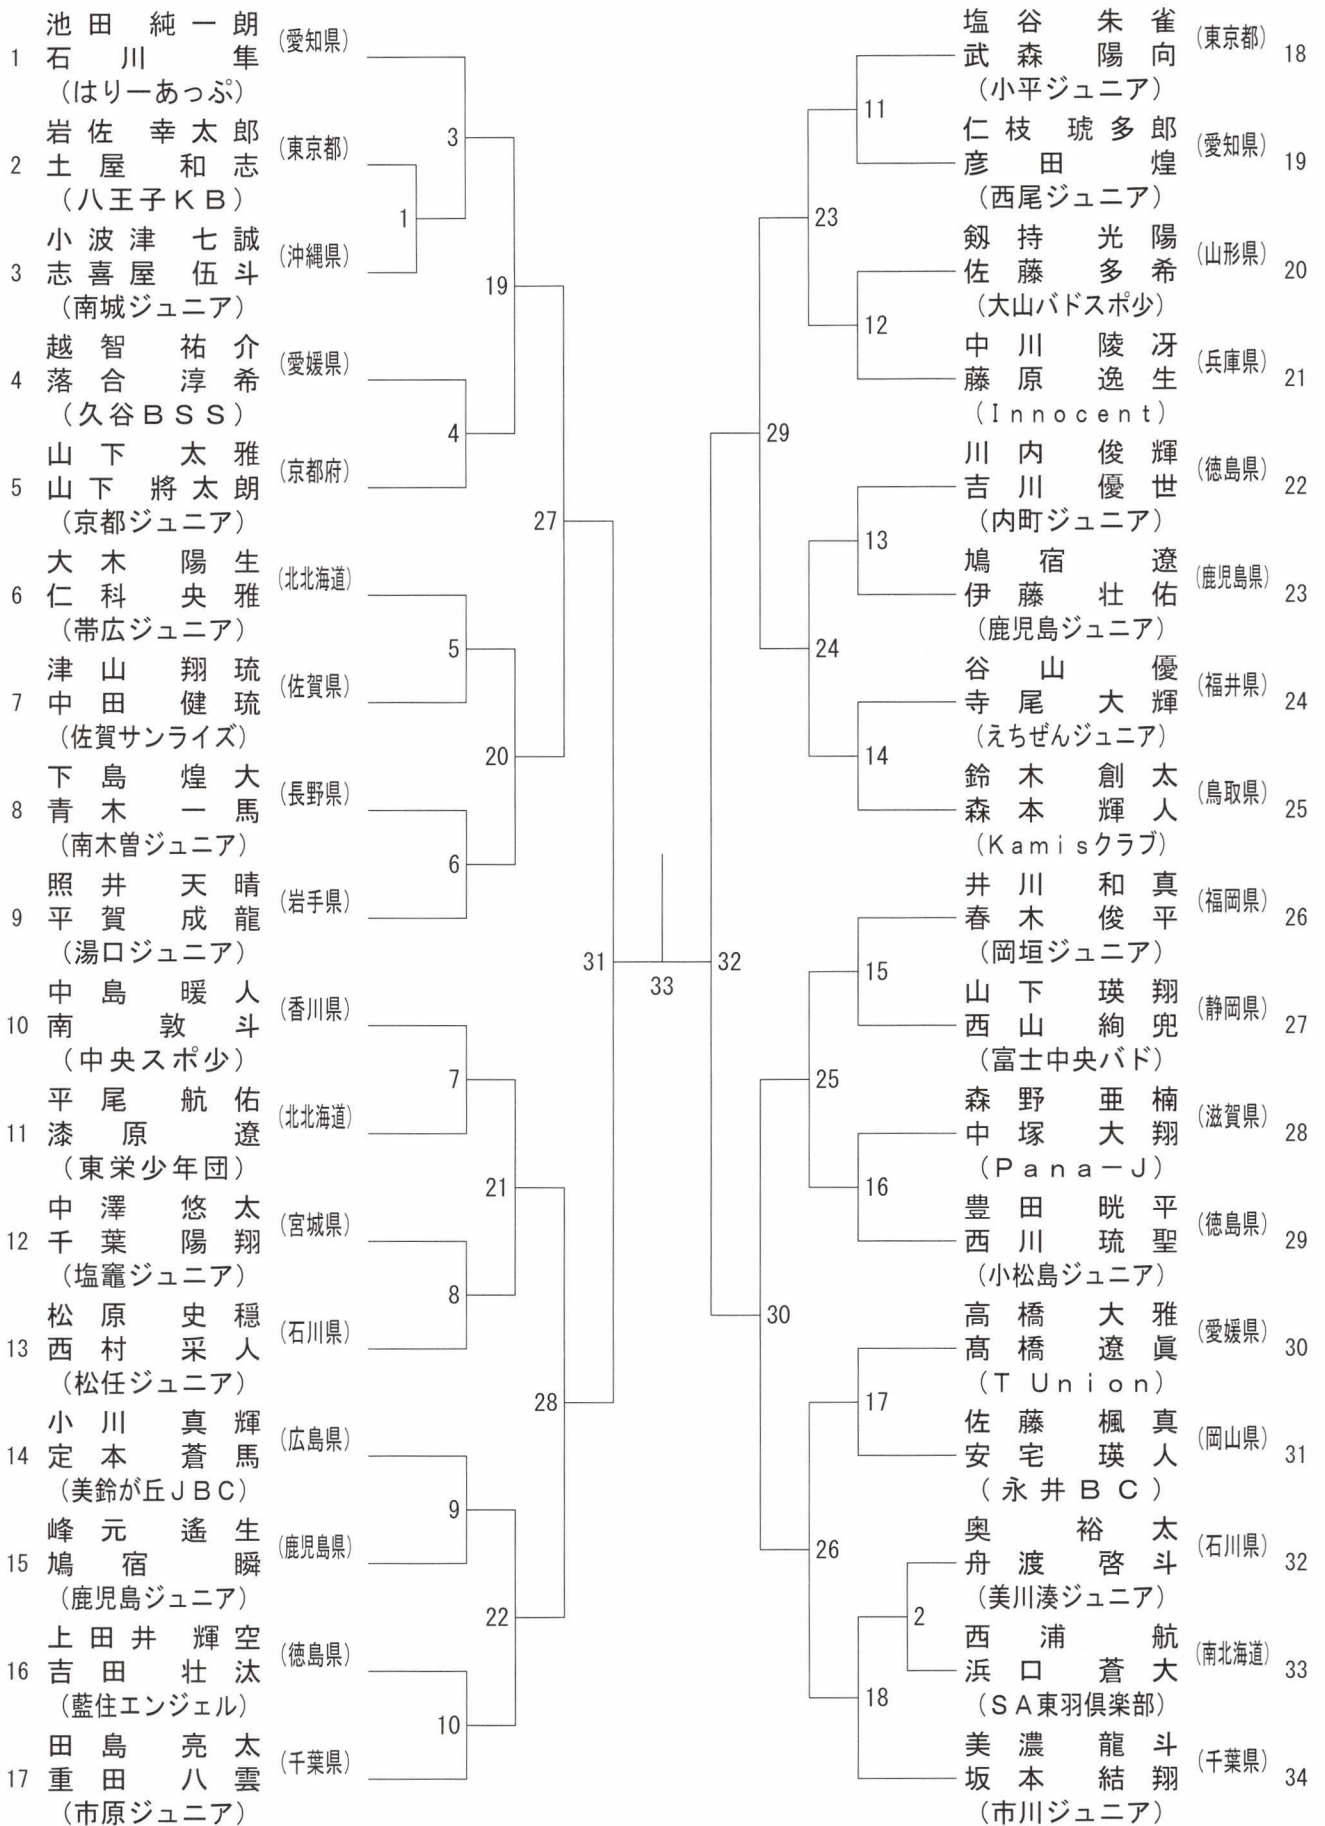 池田 純一朗
(愛知県)
1 石川 隼
(はりーあっぷ)
岩佐 幸太郎
(東京都)
2 土屋 和志
(八王子KB)
小波津 七誠
(沖縄県)
3 志喜屋 伍斗
(南城ジュニア)
越智 祐介
(愛媛県)
4 落合 淳希
(久谷BSS)
山下 太雅
(京都府)
5 山下 將太朗
(京都ジュニア)
大木 陽生
(北北海道)
6 仁科 央雅
(帯広ジュニア)
津山 翔琉
(佐賀県)
7 中田 健琉
(佐賀サンライズ)
下島 煌大
(長野県)
8 青木 一馬
(南木曽ジュニア)
照井 天晴
(岩手県)
9 平賀 成龍
(湯口ジュニア)
中島 暖人
(香川県)
10 南 敦斗
(中央スポ少)
平尾 航佑
(北北海道)
11 漆原 遼
(東栄少年団)
中澤 悠太
(宮城県)
12 千葉 陽翔
(塩竈ジュニア)
松原 史穏
(石川県)
13 西村 采人
(松任ジュニア)
小川 真輝
(広島県)
14 定本 蒼馬
(美鈴が丘JBC)
峰元 遙生
(鹿児島県)
15 鳩宿 瞬
(鹿児島ジュニア)
上田井 輝空
(徳島県)
16 吉田 壮汰
(藍住エンジェル)
田島 亮太
(千葉県)
17 重田 八雲
(市原ジュニア)
3
1
19
4
27
5
20
6
31
7
21
8
28
9
22
10
33
32
11
23
12
29
13
24
14
15
25
16
30
17
26
2
18
塩谷 朱雀
(東京都)
武森 陽向 18
(小平ジュニア)
仁枝 琥多郎
(愛知県)
彦田 煌 19
(西尾ジュニア)
剱持 光陽
(山形県)
佐藤 多希 20
(大山バドスポ少)
中川 陵冴
(兵庫県)
藤原 逸生 21
(Innocent)
川内 俊輝
(徳島県)
吉川 優世 22
(内町ジュニア)
鳩宿 遼
(鹿児島県)
伊藤 壮佑 23
(鹿児島ジュニア)
谷山 優
(福井県)
寺尾 大輝 24
(えちぜんジュニア)
鈴木 創太
(鳥取県)
森本 輝人 25
(Kamisクラブ)
井川 和真
(福岡県)
春木 俊平 26
(岡垣ジュニア)
山下 瑛翔
(静岡県)
西山 絢兜 27
(富士中央バド)
森野 亜楠
(滋賀県)
中塚 大翔 28
(Pana－J)
豊田 晄平
(徳島県)
西川 琉聖 29
(小松島ジュニア)
高橋 大雅
(愛媛県)
髙橋 遼眞 30
(T Union)
佐藤 楓真
(岡山県)
安宅 瑛人 31
(永井BC)
奥 裕太
(石川県)
舟渡 啓斗 32
(美川湊ジュニア)
西浦 航
(南北海道)
浜口 蒼大 33
(SA東羽倶楽部)
美濃 龍斗
(千葉県)
坂本 結翔 34
(市川ジュニア)